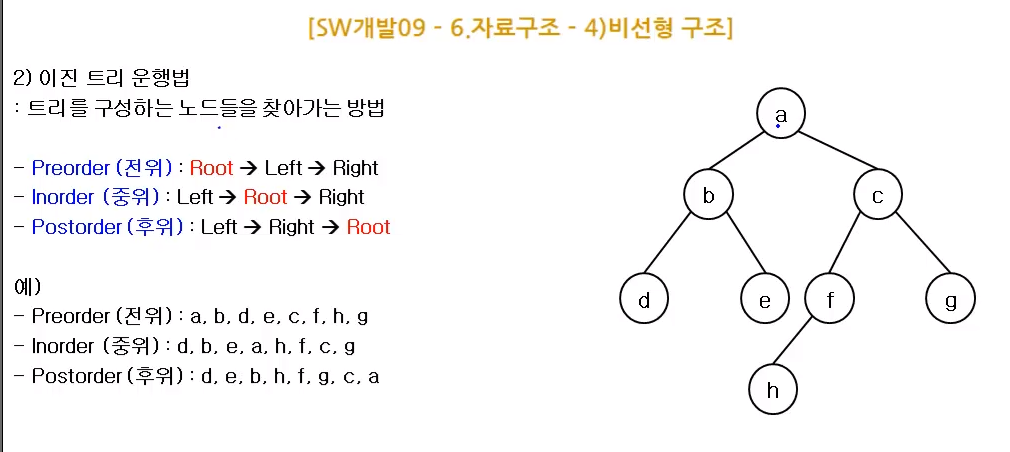 [SW개발09 - 6.자료구조 - 4)비선형 구조]
2) 이진 트리 운행법
: 트리를 구성하는 노드들을 찾아가는 방법
- Preorder (전위) : Root → Left → Right
- Inorder (중위) : Left → Root → Right
- Postorder (후위) : Left → Right → Root
예)
- Preorder (전위) : a, b, d, e, c, f, h, g
- Inorder (중위) : d, b, e, a, h, f, c, g
- Postorder (후위) : d, e, b, h, f, g, c, a
a
b c
d e f g
h